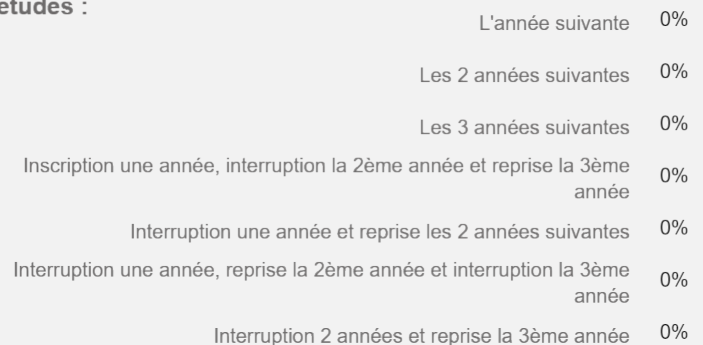 études :
L'année suivante 0%
Les 2 années suivantes 0%
Les 3 années suivantes 0%
Inscription une année, interruption la 2ème année et reprise la 3ème
année 0%
Interruption une année et reprise les 2 années suivantes 0%
Interruption une année, reprise la 2ème année et interruption la 3ème
année 0%
Interruption 2 années et reprise la 3ème année 0%